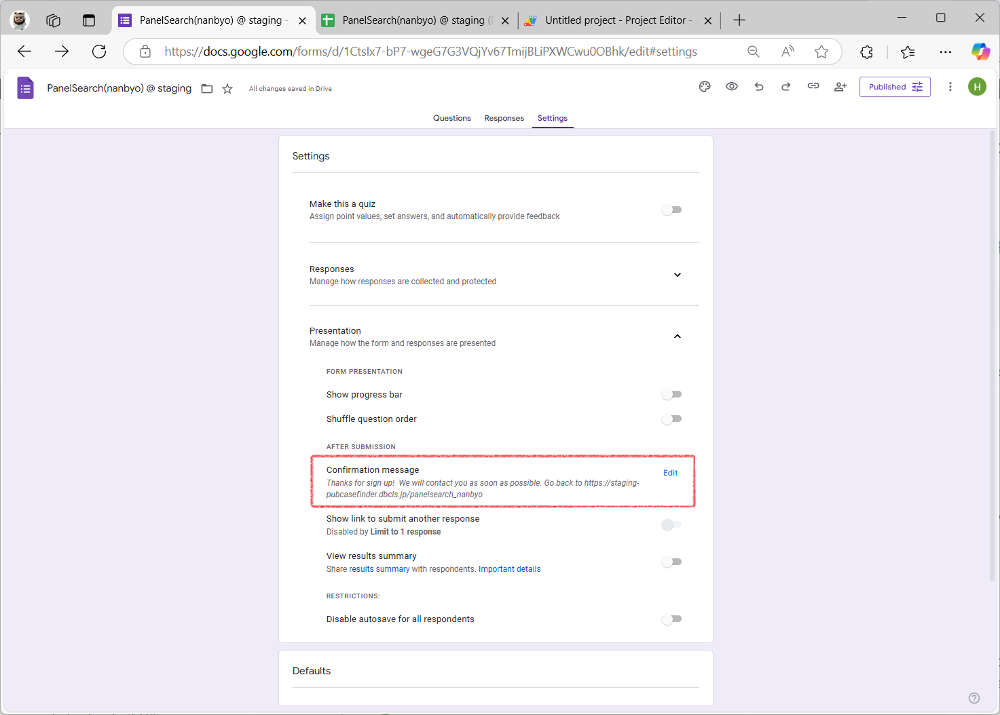 PanelSearch(nanbyo) @ staging -
PanelSearch(nanbyo) @ staging (
Untitled project - Project Editor -
https://docs.google.com/forms/d/1CtsIx7-bP7-wgeG7G3VQjYv67TmijBLiPXWCwu0OBhk/edit#settings
PanelSearch(nanbyo) @ staging
All changes saved in Drive
Published
H
Questions
Responses
Settings
Settings
Make this a quiz
Assign point values, set answers, and automatically provide feedback
Responses
Manage how responses are collected and protected
Presentation
Manage how the form and responses are presented
FORM PRESENTATION
Show progress bar
Shuffle question order
AFTER SUBMISSION
Confirmation message
Edit
Thanks for sign up!  We will contact you as soon as possible. Go back to https://staging-
pubcasefinder.dbcls.jp/panelsearch_nanbyo
Show link to submit another response
Disabled by Limit to 1 response
View results summary
Share results summary with respondents. Important details
RESTRICTIONS:
Disable autosave for all respondents
Defaults